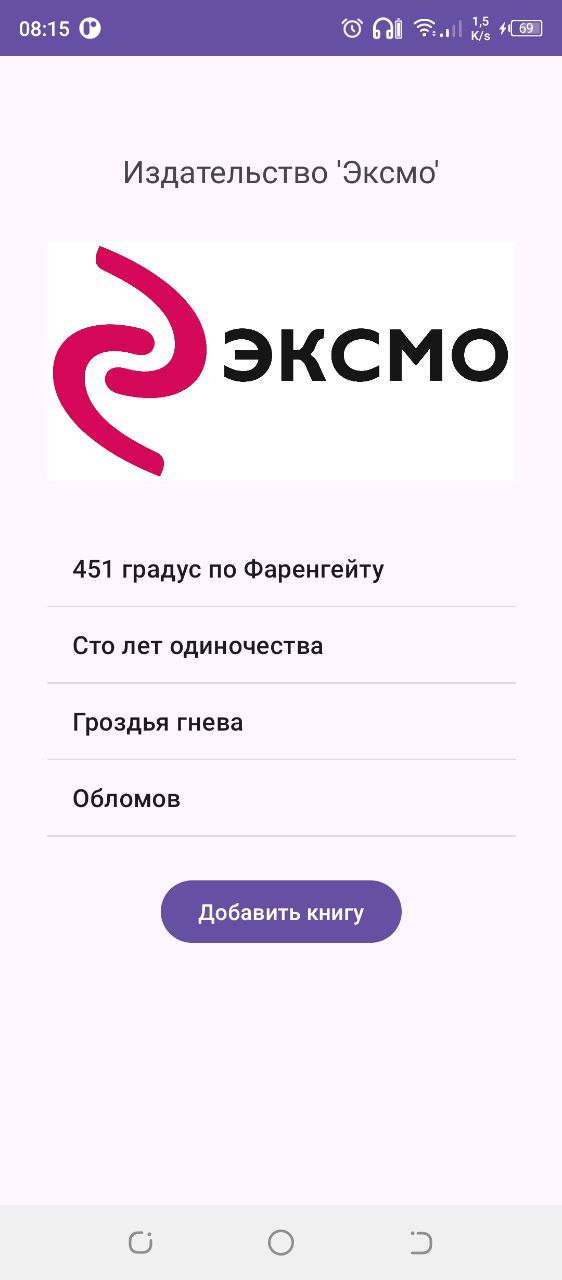 08:15
1,5
K/s
69
Издательство 'Эксмо'
ЭКСМО
451 градус по Фаренгейту
Сто лет одиночества
Гроздья гнева
Обломов
Добавить книгу